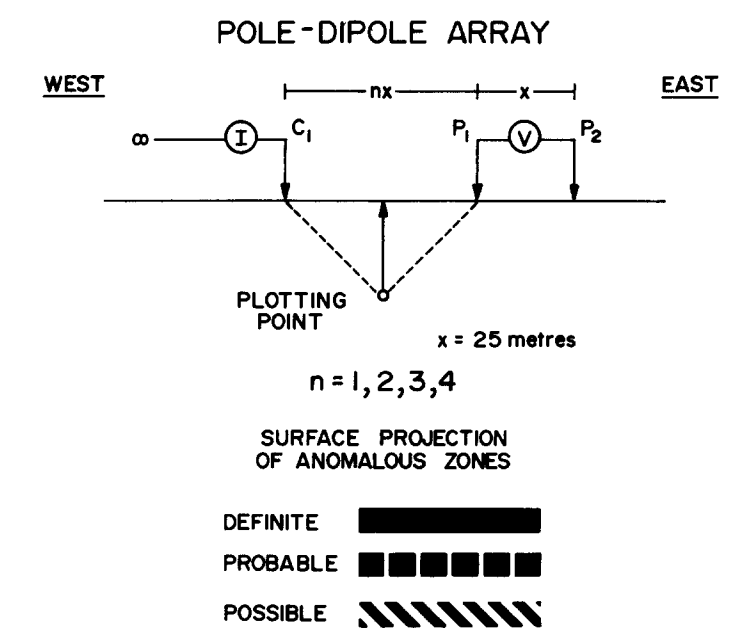 POLE-DIPOLE ARRAY
WEST
EAST
nx
x
∞
I
C1
P1
V
P2
PLOTTING
POINT
x = 25 metres
n = 1, 2, 3, 4
SURFACE PROJECTION
OF ANOMALOUS ZONES
DEFINITE
PROBABLE
POSSIBLE